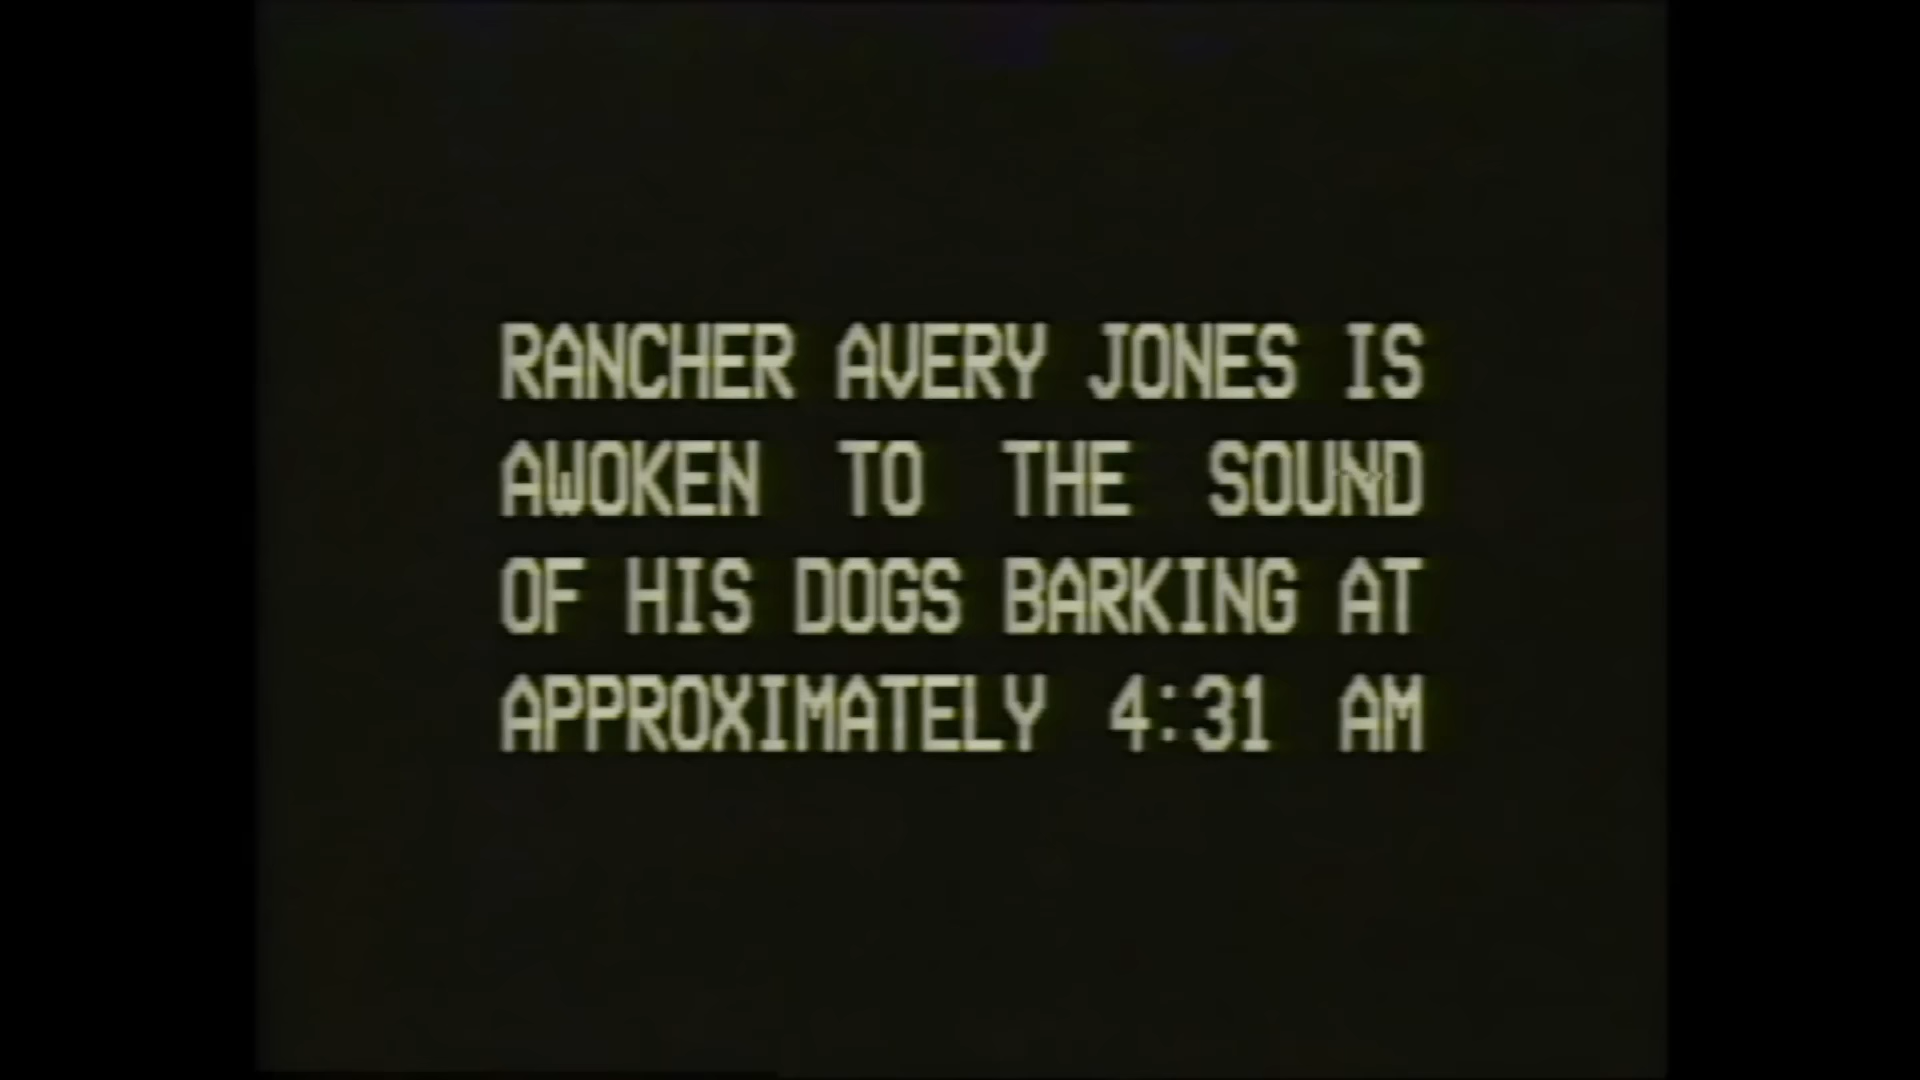 RANCHER AVERY JONES IS
AWOKEN TO THE SOUND
OF HIS DOGS BARKING AT
APPROXIMATELY 4:31 AM